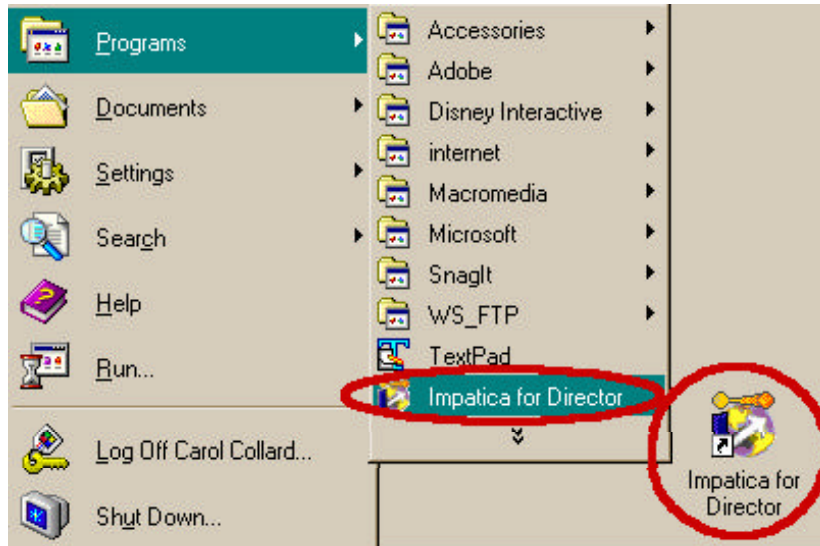 Programs
Documents
Settings
Search
Help
Run...
Log Off Carol Collard...
Shut Down...
Accessories
Adobe
Disney Interactive
internet
Macromedia
Microsoft
SnagIt
WS_FTP
TextPad
Impatica for Director
Impatica for
Director